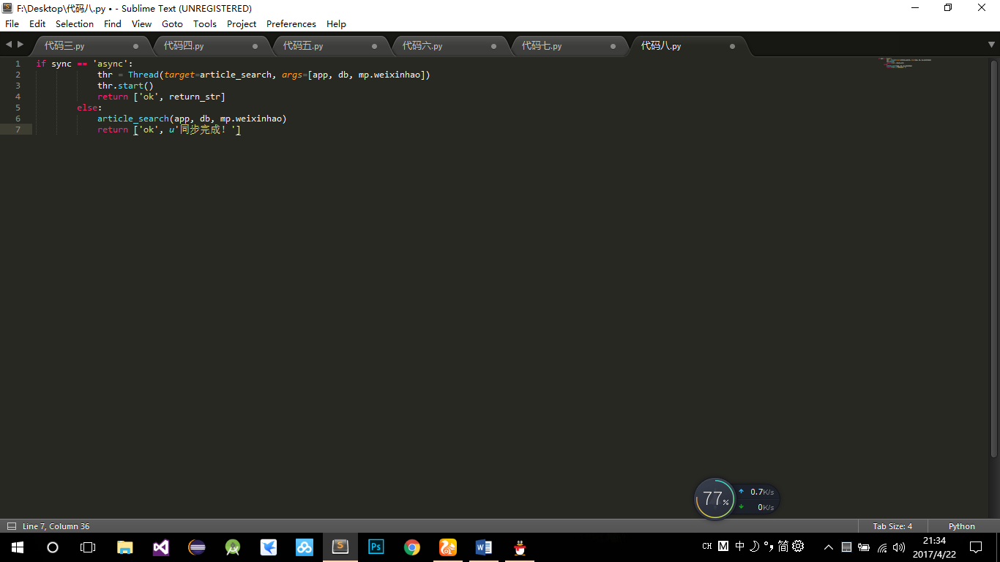 F:\Desktop\代码八.py • - Sublime Text (UNREGISTERED)
File Edit Selection Find View Goto Tools Project Preferences Help
代码三.py 代码四.py 代码五.py 代码六.py 代码七.py 代码八.py
1 if sync == 'async':
2 thr = Thread(target=article_search, args=[app, db, mp.weixinhao])
3 thr.start()
4 return ['ok', return_str]
5 else:
6 article_search(app, db, mp.weixinhao)
7 return ['ok', u'同步完成! ']
77% 0.7K/s
0K/s
Line 7, Column 36 Tab Size: 4 Python
Ps CH M 中 简 21:34
2017/4/22